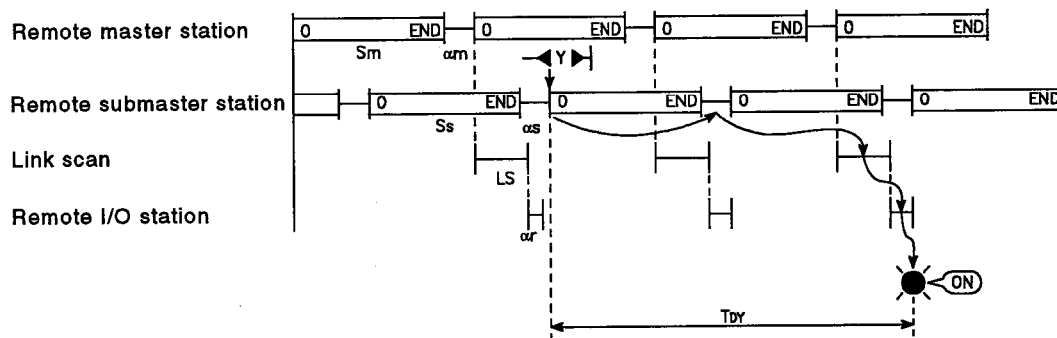 Remote master station
0 END 0 END 0 END 0 END
Sm αm
Y
Remote submaster station
0 END 0 END 0 END 0 END
Ss αs
Link scan
LS
Remote I/O station
αr
ON
TDY